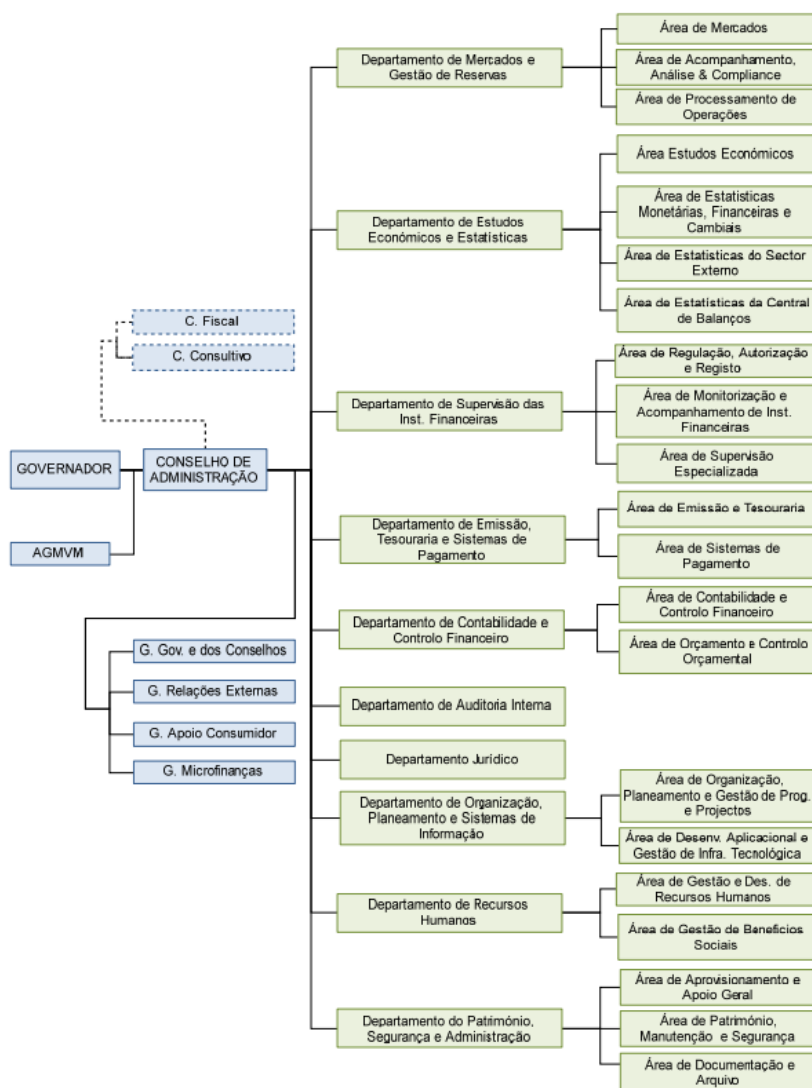 GOVERNADOR
AGMVM
CONSELHO DE
ADMINISTRAÇÃO
C. Fiscal
C. Consultivo
G. Gov. e dos Conselhos
G. Relações Externas
G. Apoio Consumidor
G. Microfinanças
Departamento de Mercados e
Gestão de Reservas
Área de Mercados
Área de Acompanhamento,
Análise & Compliance
Área de Processamento de
Operações
Departamento de Estudos
Económicos e Estatísticas
Área Estudos Económicos
Área de Estatisticas
Monetárias, Financeiras e
Cambiais
Área de Estatisticas do Sector
Externo
Área de Estatísticas da Central
de Balanços
Departamento de Supervisão das
Inst. Financeiras
Área de Regulação, Autorização
e Registo
Área de Monitorização e
Acompanhamento de Inst.
Financeiras
Área de Supervisão
Especializada
Departamento de Emissão,
Tesouraria e Sistemas de
Pagamento
Área de Emissão e Tesouraria
Área de Sistemas de
Pagamento
Departamento de Contabilidade e
Controlo Financeiro
Área de Contabilidade e
Controlo Financeiro
Área de Orçamento e Controlo
Orçamental
Departamento de Auditoria Interna
Departamento Jurídico
Departamento de Organização,
Planeamento e Sistemas de
Informação
Área de Organização,
Planeamento e Gestão de Prog.
e Projectos
Área de Desenv. Aplicacional e
Gestão de Infra. Tecnológica
Departamento de Recursos
Humanos
Área de Gestão e Des. de
Recursos Humanos
Área de Gestão de Beneficios
Sociais
Departamento do Património,
Segurança e Administração
Área de Aprovisionamento e
Apoio Geral
Área de Património,
Manutenção e Segurança
Área de Documentação e
Arquivo